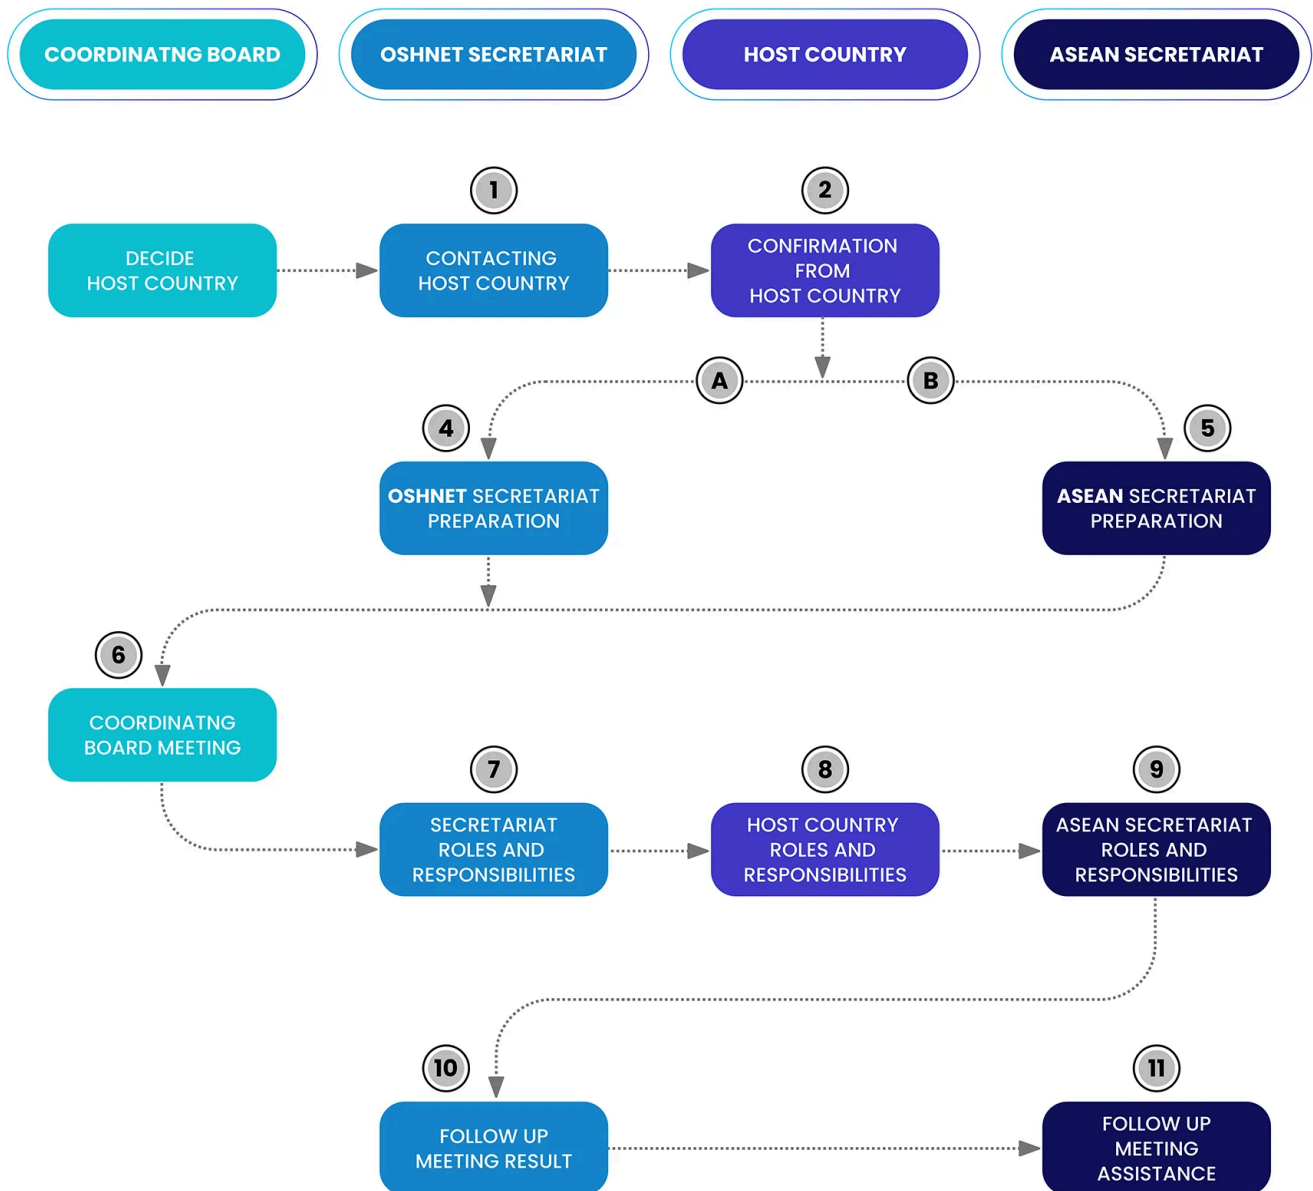 COORDINATNG BOARD
OSHNET SECRETARIAT
HOST COUNTRY
ASEAN SECRETARIAT
1
2
DECIDE
HOST COUNTRY
CONTACTING
HOST COUNTRY
CONFIRMATION
FROM
HOST COUNTRY
A
B
4
5
OSHNET SECRETARIAT
PREPARATION
ASEAN SECRETARIAT
PREPARATION
6
COORDINATNG
BOARD MEETING
7
8
9
SECRETARIAT
ROLES AND
RESPONSIBILITIES
HOST COUNTRY
ROLES AND
RESPONSIBILITIES
ASEAN SECRETARIAT
ROLES AND
RESPONSIBILITIES
10
11
FOLLOW UP
MEETING RESULT
FOLLOW UP
MEETING
ASSISTANCE